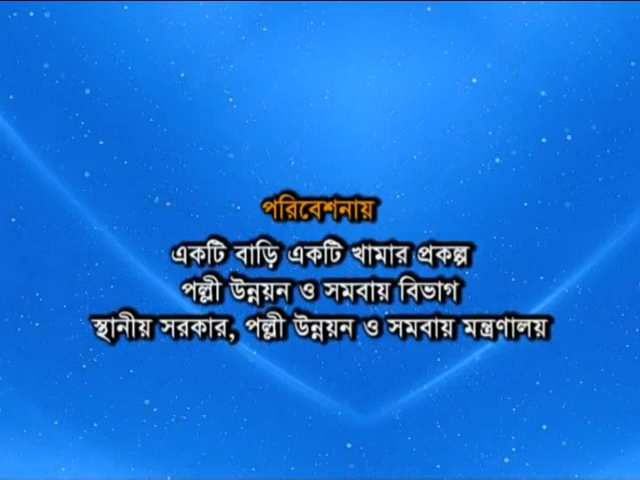 পরিবেশনায়
একটি বাড়ি একটি খামার প্রকল্প
পল্লী উন্নয়ন ও সমবায় বিভাগ
স্থানীয় সরকার, পল্লী উন্নয়ন ও সমবায় মন্ত্রণালয়